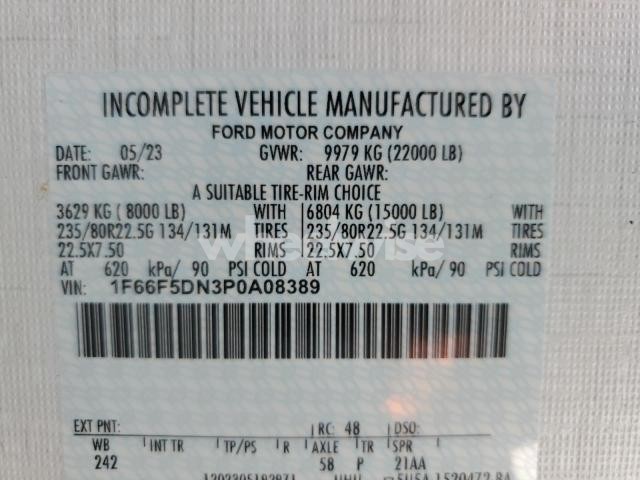 INCOMPLETE VEHICLE MANUFACTURED BY
FORD MOTOR COMPANY
DATE: 05/23 GVWR: 9979 KG (22000 LB)
FRONT GAWR: REAR GAWR:
A SUITABLE TIRE-RIM CHOICE
3629 KG ( 8000 LB) WITH 6804 KG (15000 LB) WITH
235/80R22.5G 134/131M TIRES 235/80R22.5G 134/131M TIRES
22.5X7.50 RIMS 22.5X7.50 RIMS
AT 620 kPa/ 90 PSI COLD AT 620 kPa/ 90 PSI COLD
VIN: 1F66F5DN3P0A08389
EXT PNT: RC: 48 DSO:
WB INT TR TP/PS R AXLE TR SPR
242 58 P 21AA